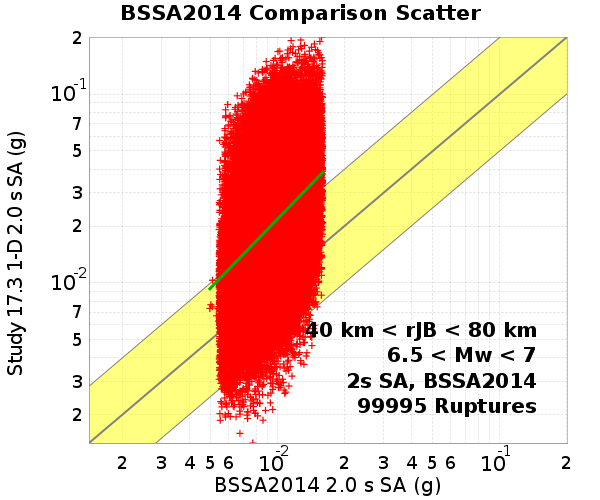 BSSA2014 Comparison Scatter
Study 17.3 1-D 2.0 s SA (g)
2
10⁻¹
7
5
3
2
10⁻²
7
5
3
2
40 km < rJB < 80 km
6.5 < Mw < 7
2s SA, BSSA2014
99995 Ruptures
2 3 4 5 6 10⁻² 2 3 4 5 6 10⁻¹ 2
BSSA2014 2.0 s SA (g)